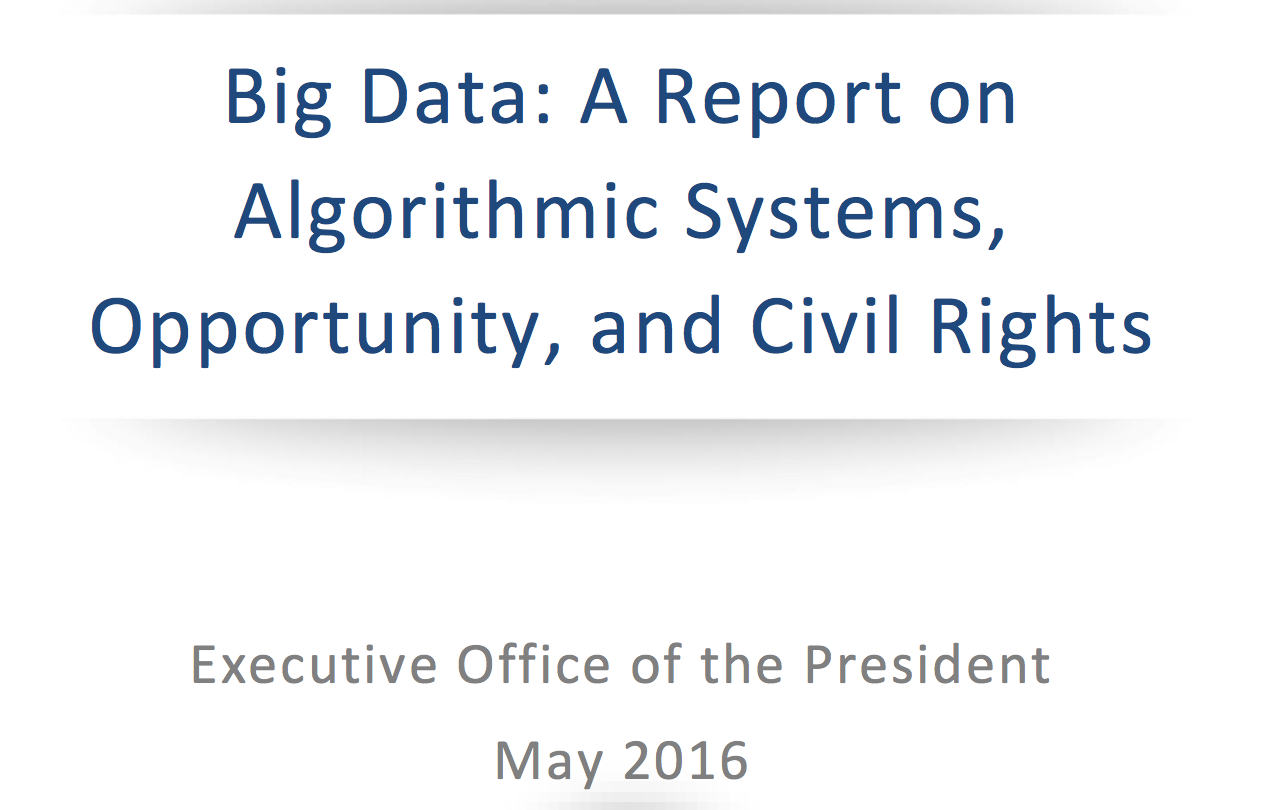 Big Data: A Report on
Algorithmic Systems,
Opportunity, and Civil Rights
Executive Office of the President
May 2016